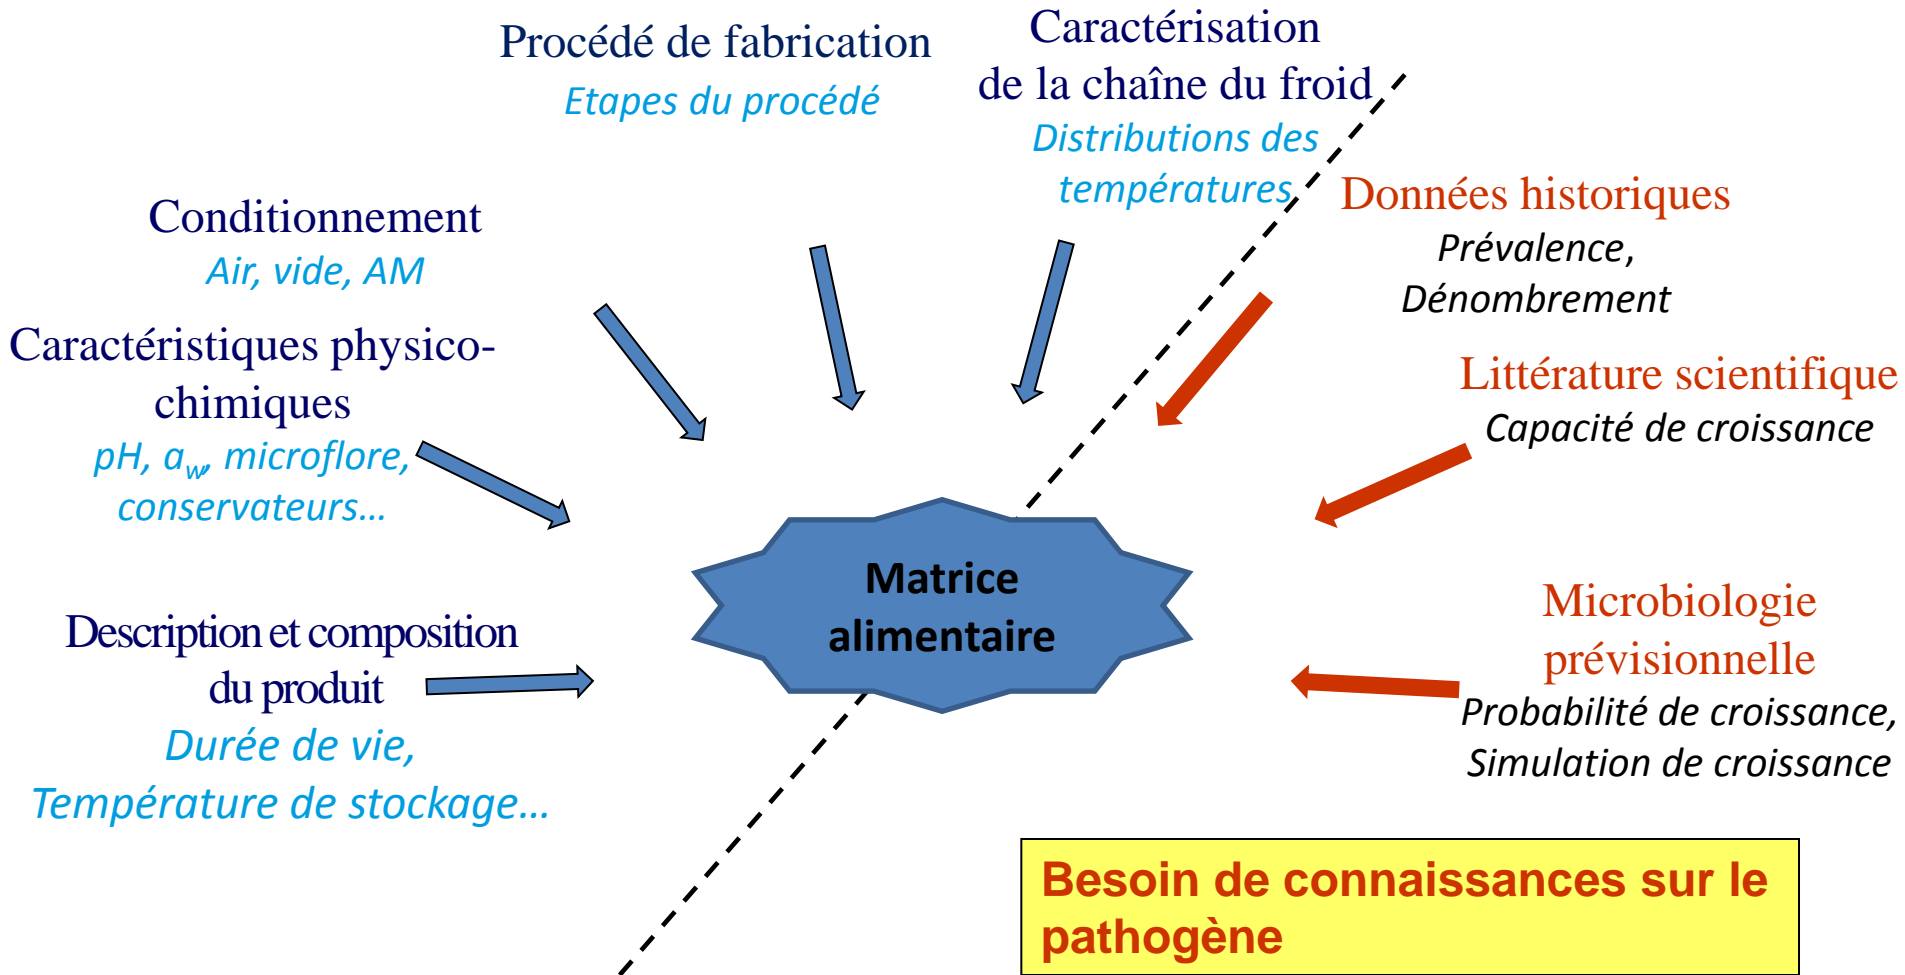 Procédé de fabrication
Etapes du procédé
Caractérisation
de la chaîne du froid
Distributions des
températures
Conditionnement
Air, vide, AM
Caractéristiques physico-
chimiques
pH, aw, microflore,
conservateurs...
Description et composition
du produit
Durée de vie,
Température de stockage...
Données historiques
Prévalence,
Dénombrement
Littérature scientifique
Capacité de croissance
Microbiologie
prévisionnelle
Probabilité de croissance,
Simulation de croissance
Matrice
alimentaire
Besoin de connaissances sur le
pathogène